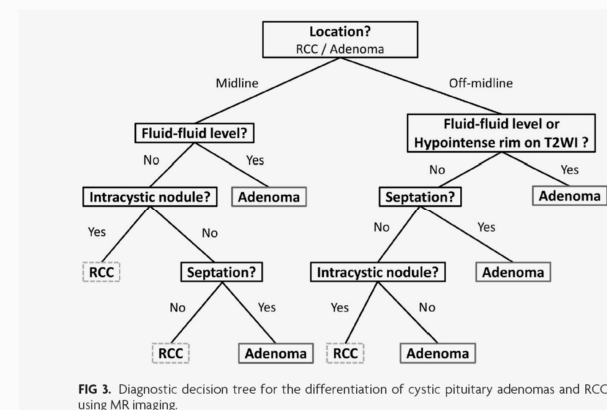 Location?
RCC / Adenoma
Midline
Off-midline
Fluid-fluid level?
Fluid-fluid level or
Hypointense rim on T2WI ?
No
Yes
No
Yes
Intracystic nodule?
Adenoma
Septation?
Adenoma
Yes
No
No
Yes
RCC
Septation?
Intracystic nodule?
Adenoma
No
Yes
Yes
No
RCC
Adenoma
RCC
Adenoma
FIG 3. Diagnostic decision tree for the differentiation of cystic pituitary adenomas and RCC
using MR imaging.